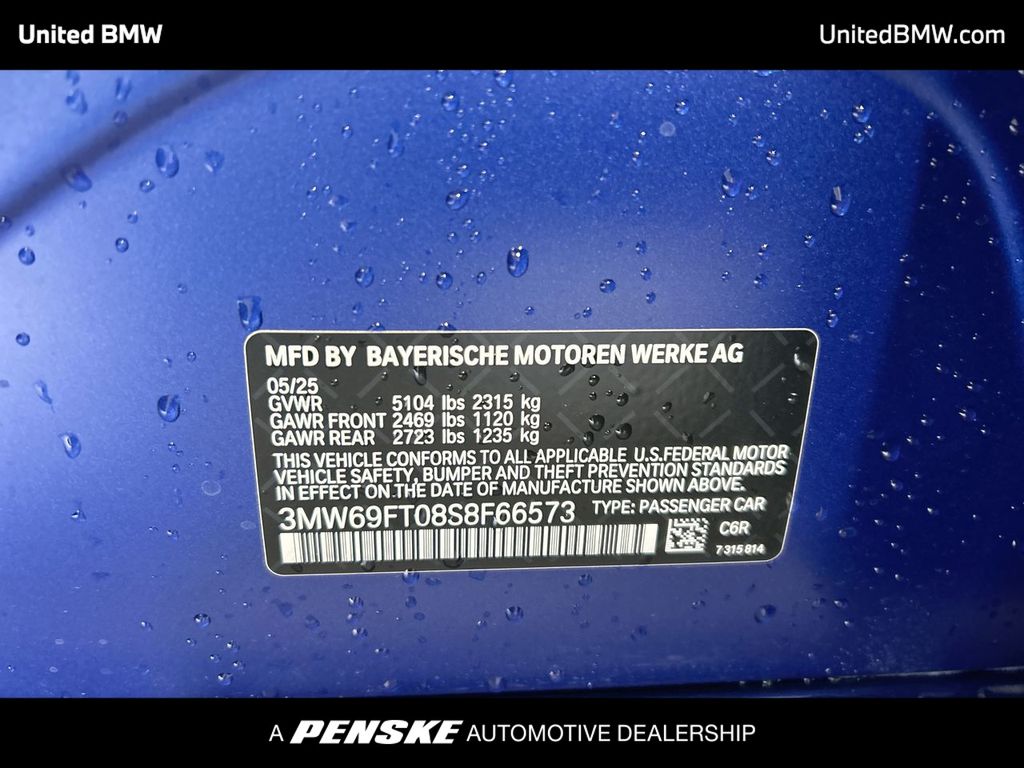 United BMW
UnitedBMW.com
MFD BY BAYERISCHE MOTOREN WERKE AG
05/25
GVWR 5104 lbs 2315 kg
GAWR FRONT 2469 lbs 1120 kg
GAWR REAR 2723 lbs 1235 kg
THIS VEHICLE CONFORMS TO ALL APPLICABLE U.S.FEDERAL MOTOR
VEHICLE SAFETY, BUMPER AND THEFT PREVENTION STANDARDS
IN EFFECT ON THE DATE OF MANUFACTURE SHOWN ABOVE.
3MW69FT08S8F66573 TYPE: PASSENGER CAR
C6R
7 315 814
A PENSKE AUTOMOTIVE DEALERSHIP